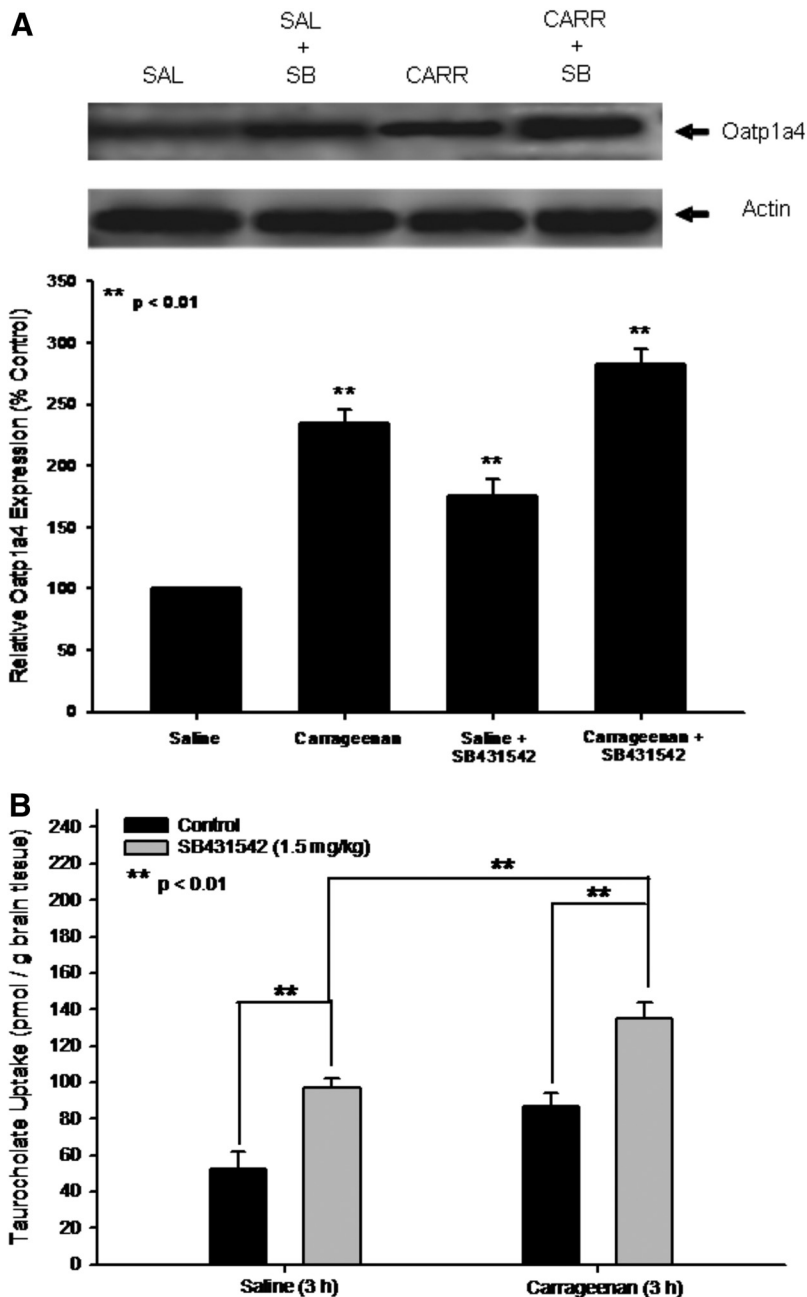 A
SAL
SAL
+
SB
CARR
CARR
+
SB
Oatp1a4
Actin
Relative Oatp1a4 Expression (% Control)
350
300
250
200
150
100
50
0
** p < 0.01
**
**
**
Saline
Carrageenan
Saline +
SB431542
Carrageenan +
SB431542
B
Taurocholate Uptake (pmol / g brain tissue)
240
220
200
180
160
140
120
100
80
60
40
20
0
Control
SB431542 (1.5 mg/kg)
** p < 0.01
**
**
**
Saline (3 h)
Carrageenan (3 h)